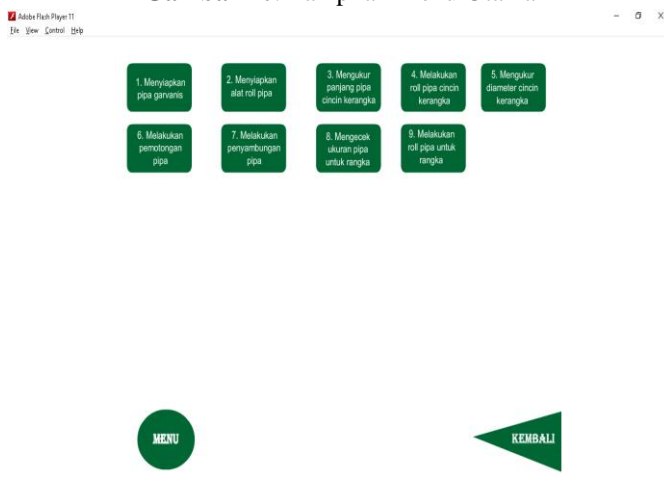 Adobe Flash Player 11
File View Control Help
1. Menyiapkan
pipa garvanis
2. Menyiapkan
alat roll pipa
3. Mengukur
panjang pipa
cincin kerangka
4. Melakukan
roll pipa cincin
kerangka
5. Mengukur
diameter cincin
kerangka
6. Melakukan
pemotongan
pipa
7. Melakukan
penyambungan
pipa
8. Mengecek
ukuran pipa
untuk rangka
9. Melakukan
roll pipa untuk
rangka
MENU
KEMBALI